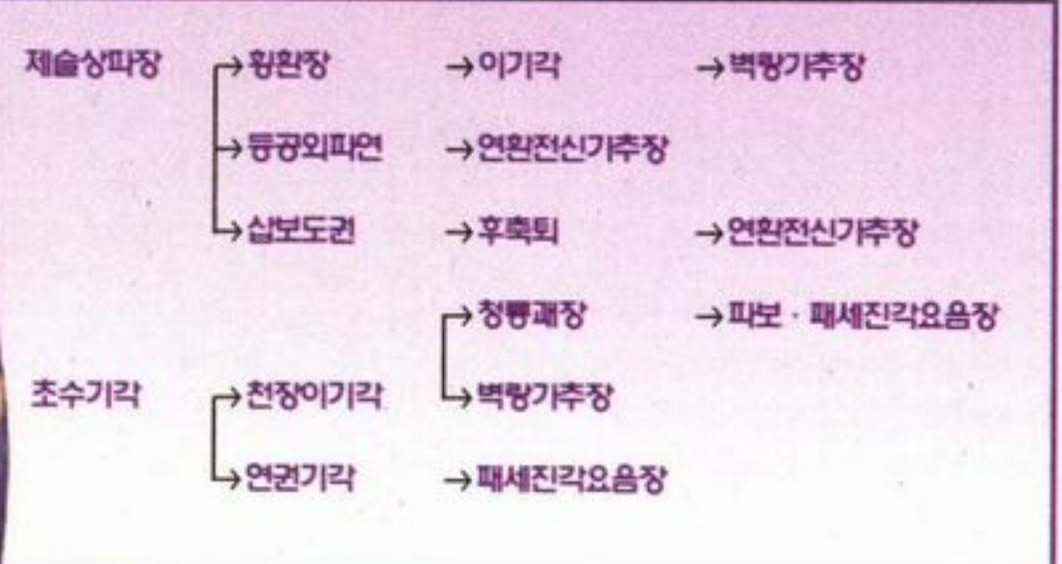 제슬상파장 →횡환장 →이기각 →벽랑기추장
→등공외파연 →연환전신기추장
→삽보도권 →후축퇴 →연환전신기추장
→청룡괘장 →파보 · 패세진각요음장
초수기각 →천장이기각 →벽랑기추장
→연권기각 →패세진각요음장